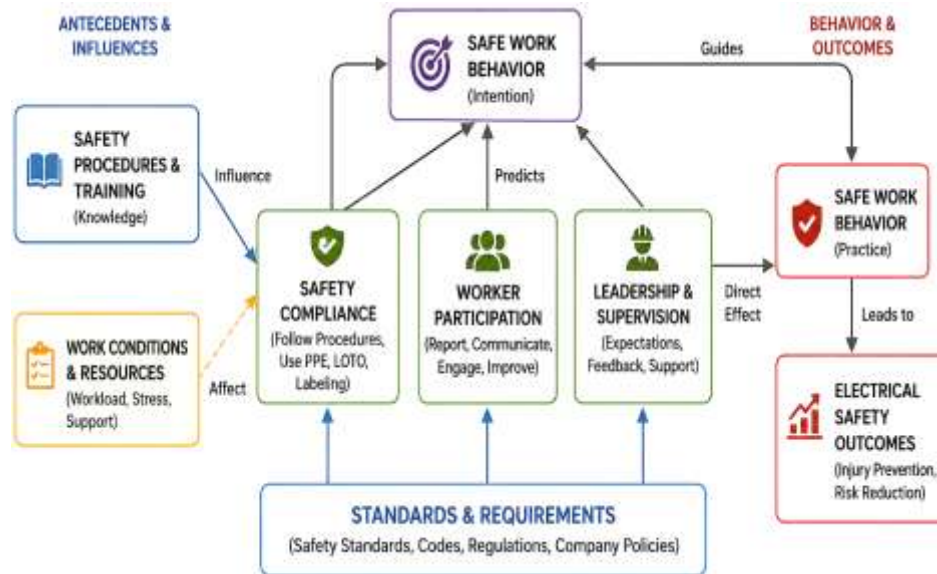 ANTECEDENTS &
INFLUENCES
BEHAVIOR &
OUTCOMES
SAFE WORK
BEHAVIOR
(Intention)
Guides
SAFETY
PROCEDURES &
TRAINING
(Knowledge)
Influence
Predicts
SAFE WORK
BEHAVIOR
(Practice)
SAFETY
COMPLIANCE
(Follow Procedures,
Use PPE, LOTO,
Labeling)
WORKER
PARTICIPATION
(Report, Communicate,
Engage, Improve)
LEADERSHIP &
SUPERVISION
(Expectations,
Feedback, Support)
Direct
Effect
Leads to
WORK CONDITIONS
& RESOURCES
(Workload, Stress,
Support)
Affect
ELECTRICAL
SAFETY
OUTCOMES
(Injury Prevention,
Risk Reduction)
STANDARDS & REQUIREMENTS
(Safety Standards, Codes, Regulations, Company Policies)